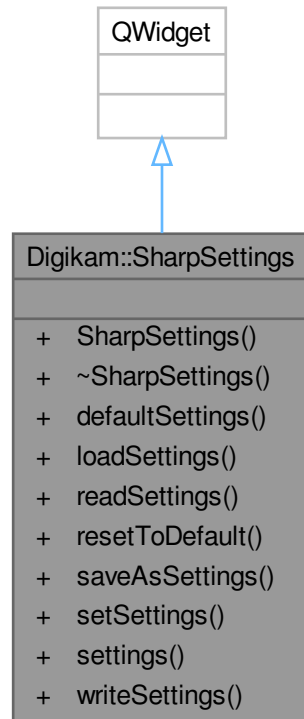 QWidget
Digikam::SharpSettings
+ SharpSettings()
+ ~SharpSettings()
+ defaultSettings()
+ loadSettings()
+ readSettings()
+ resetToDefault()
+ saveAsSettings()
+ setSettings()
+ settings()
+ writeSettings()